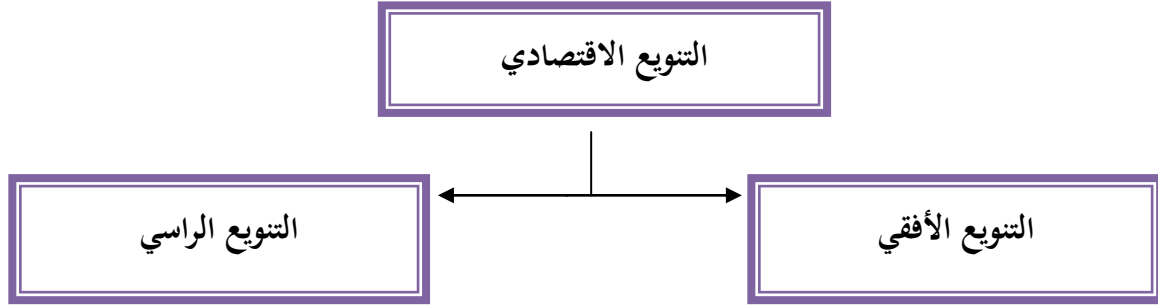 التنويع الاقتصادي
التنويع الأفقي
التنويع الراسي